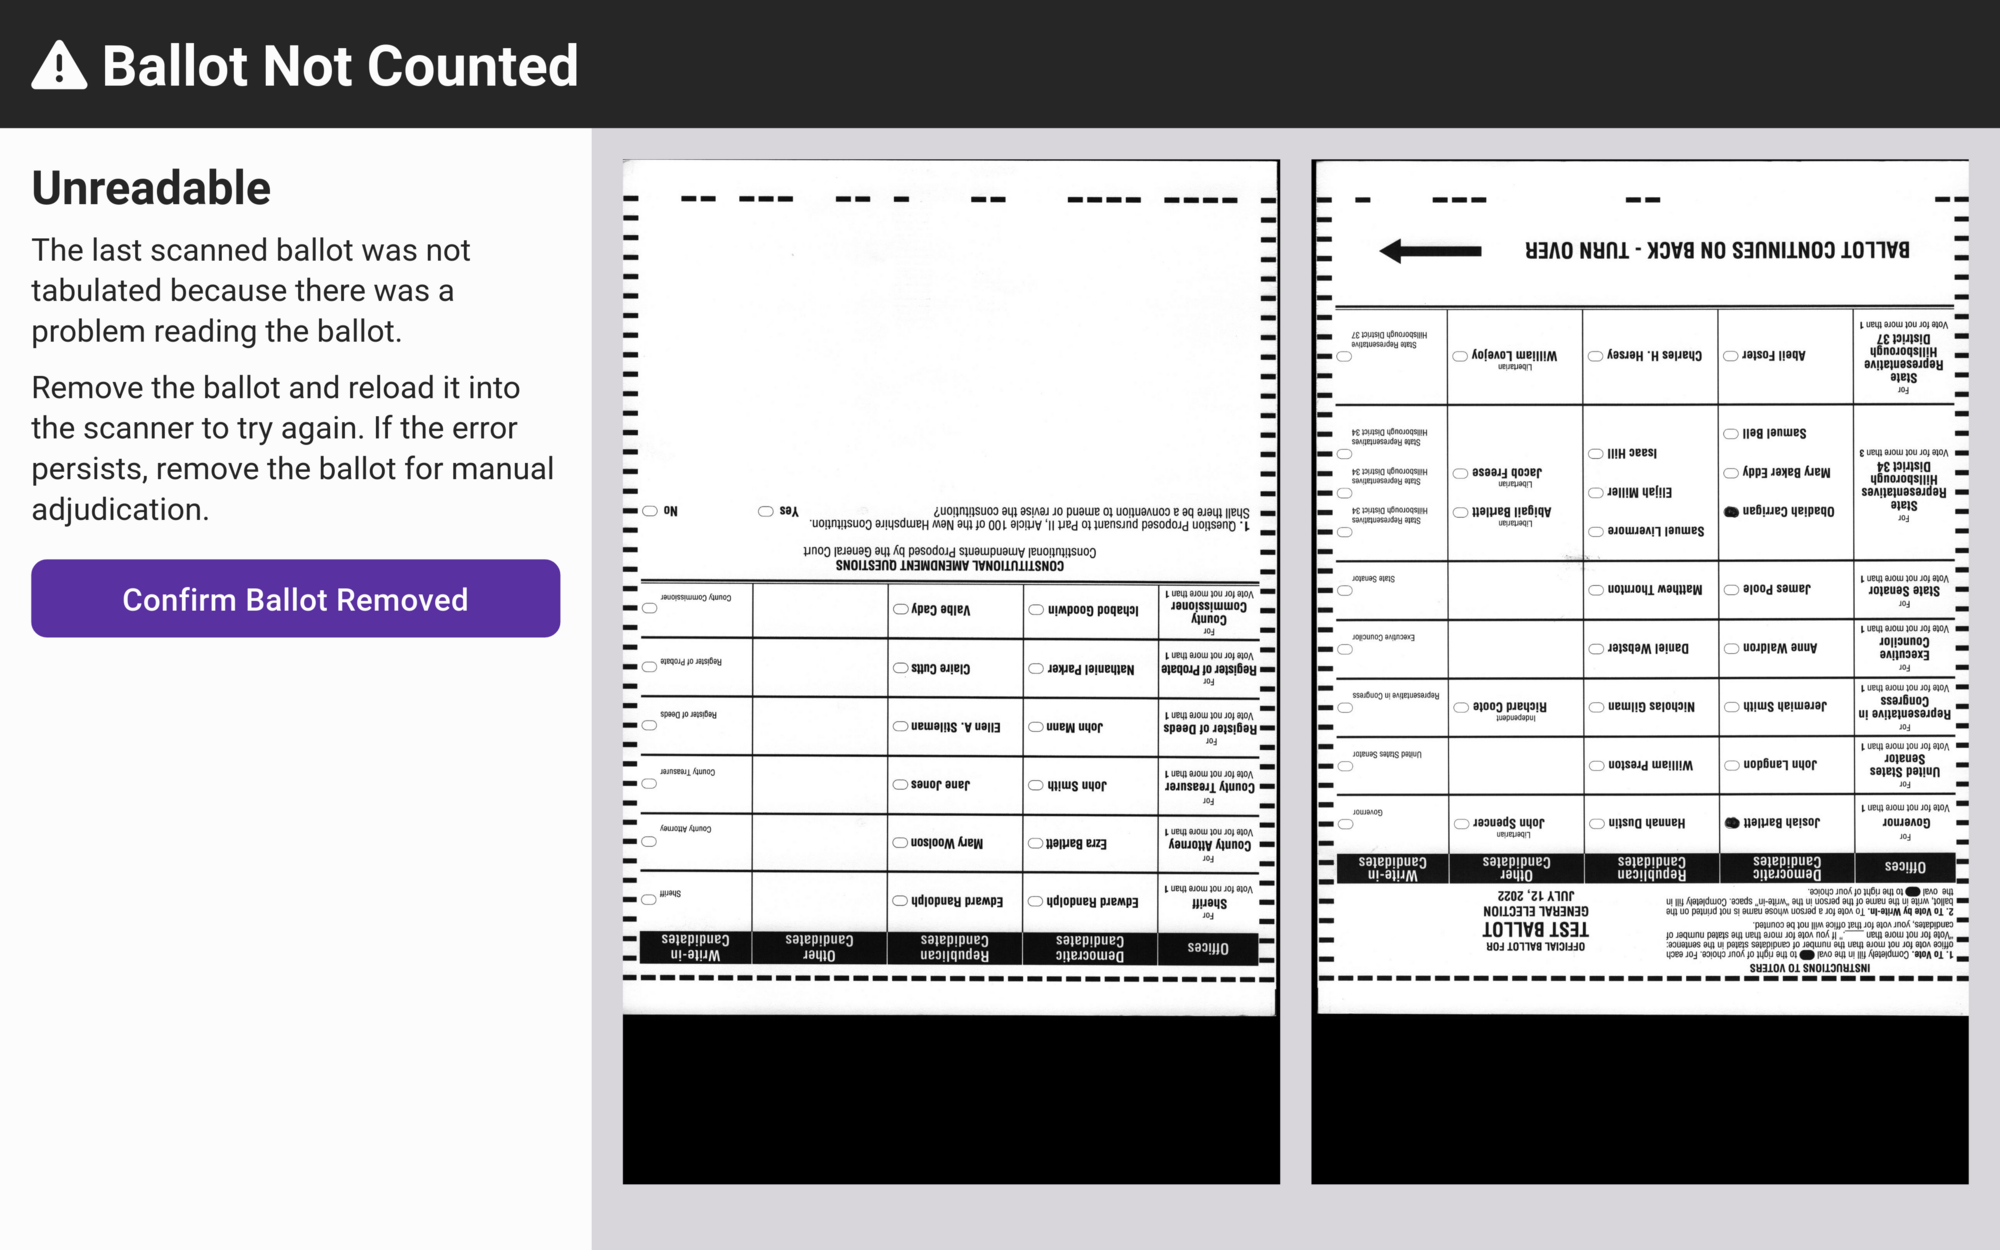 Ballot Not Counted
Unreadable
The last scanned ballot was not
tabulated because there was a
problem reading the ballot.
Remove the ballot and reload it into
the scanner to try again. If the error
persists, remove the ballot for manual
adjudication.
Confirm Ballot Removed
Offices
Democratic Candidates
Republican Candidates
Other Candidates
Write-in Candidates
For
Sheriff
Vote for not more than 1
Edward Randolph
Edward Randolph
Sheriff
For
County Attorney
Vote for not more than 1
Ezra Bartlett
Mary Woolson
County Attorney
For
County Treasurer
Vote for not more than 1
John Smith
Jane Jones
County Treasurer
For
Register of Deeds
Vote for not more than 1
John Mann
Ellen A. Stileman
Register of Deeds
For
Register of Probate
Vote for not more than 1
Nathaniel Parker
Claire Cutts
Register of Probate
For
County
Commissioner
Vote for not more than 1
Ichabod Goodwin
Valbe Cady
County Commissioner
CONSTITUTIONAL AMENDMENT QUESTIONS
Constitutional Amendments Proposed by the General Court
1. Question Proposed pursuant to Part II, Article 100 of the New Hampshire Constitution.
Shall there be a convention to amend or revise the constitution?
Yes
No
INSTRUCTIONS TO VOTERS
1. To Vote. Completely fill in the oval to the right of your choice. For each
office vote for not more than the number of candidates stated in the sentence:
"Vote for not more than ____." If you vote for more than the stated number of
candidates, your vote for that office will not be counted.
2. To Vote by Write-In. To vote for a person whose name is not printed on the
ballot, write in the name of the person in the "write-in" space. Completely fill in
the oval to the right of your choice.
OFFICIAL BALLOT FOR
TEST BALLOT
GENERAL ELECTION
JULY 12, 2022
Offices
Democratic Candidates
Republican Candidates
Other Candidates
Write-in Candidates
For
Governor
Vote for not more than 1
Josiah Bartlett
Hannah Dustin
John Spencer
Libertarian
Governor
For
United States
Senator
Vote for not more than 1
John Langdon
William Preston
United States Senator
For
Representative in
Congress
Vote for not more than 1
Jeremiah Smith
Nicholas Gilman
Richard Coote
Independent
Representative in Congress
For
Executive
Councilor
Vote for not more than 1
Anne Waldron
Daniel Webster
Executive Councilor
For
State Senator
Vote for not more than 1
James Poole
Matthew Thornton
State Senator
For
State
Representatives
Hillsborough
District 34
Vote for not more than 3
Obadiah Carrigan
Mary Baker Eddy
Samuel Bell
Samuel Livermore
Elijah Miller
Isaac Hill
Abigail Bartlett
Libertarian
Jacob Freese
Libertarian
State Representatives
Hillsborough District 34
State Representatives
Hillsborough District 34
State Representatives
Hillsborough District 34
For
State
Representative
Hillsborough
District 37
Vote for not more than 1
Abeil Foster
Charles H. Hersey
William Lovejoy
Libertarian
State Representative
Hillsborough District 37
BALLOT CONTINUES ON BACK - TURN OVER